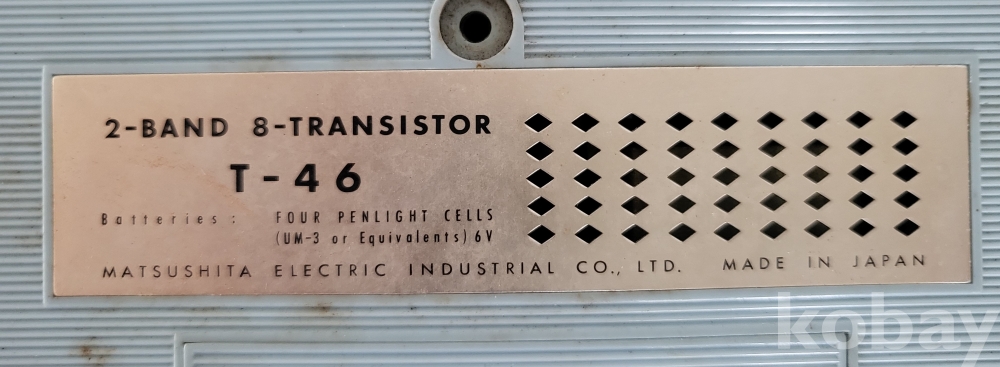 2-BAND 8-TRANSISTOR
T-46
Batteries: FOUR PENLIGHT CELLS
(UM-3 or Equivalents) 6V
MATSUSHITA ELECTRIC INDUSTRIAL CO., LTD. MADE IN JAPAN
kobay